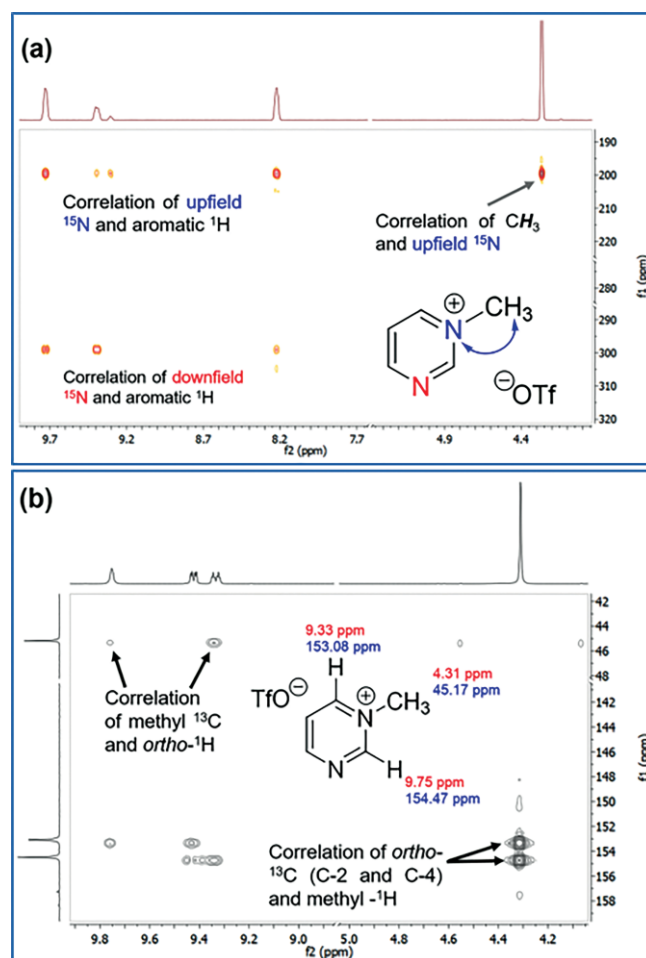 (a)
190
200
210
220
280
290
300
310
320
f1 (ppm)
Correlation of upfield
¹⁵N and aromatic ¹H
Correlation of CH₃
and upfield ¹⁵N
⊕
N
CH₃
N
⊖OTf
Correlation of downfield
¹⁵N and aromatic ¹H
9.7 9.2 8.7 8.2 7.7 4.9 4.4
f2 (ppm)
(b)
42
44
46
48
142
144
146
148
150
152
154
156
158
f1 (ppm)
9.33 ppm
153.08 ppm
4.31 ppm
45.17 ppm
Correlation
of methyl ¹³C
and ortho-¹H
H
TfO⊖
⊕
N
CH₃
N
H
9.75 ppm
154.47 ppm
Correlation of ortho-
¹³C (C-2 and C-4)
and methyl -¹H
9.8 9.6 9.4 9.2 9.0 5.0 4.8 4.6 4.4 4.2
f2 (ppm)